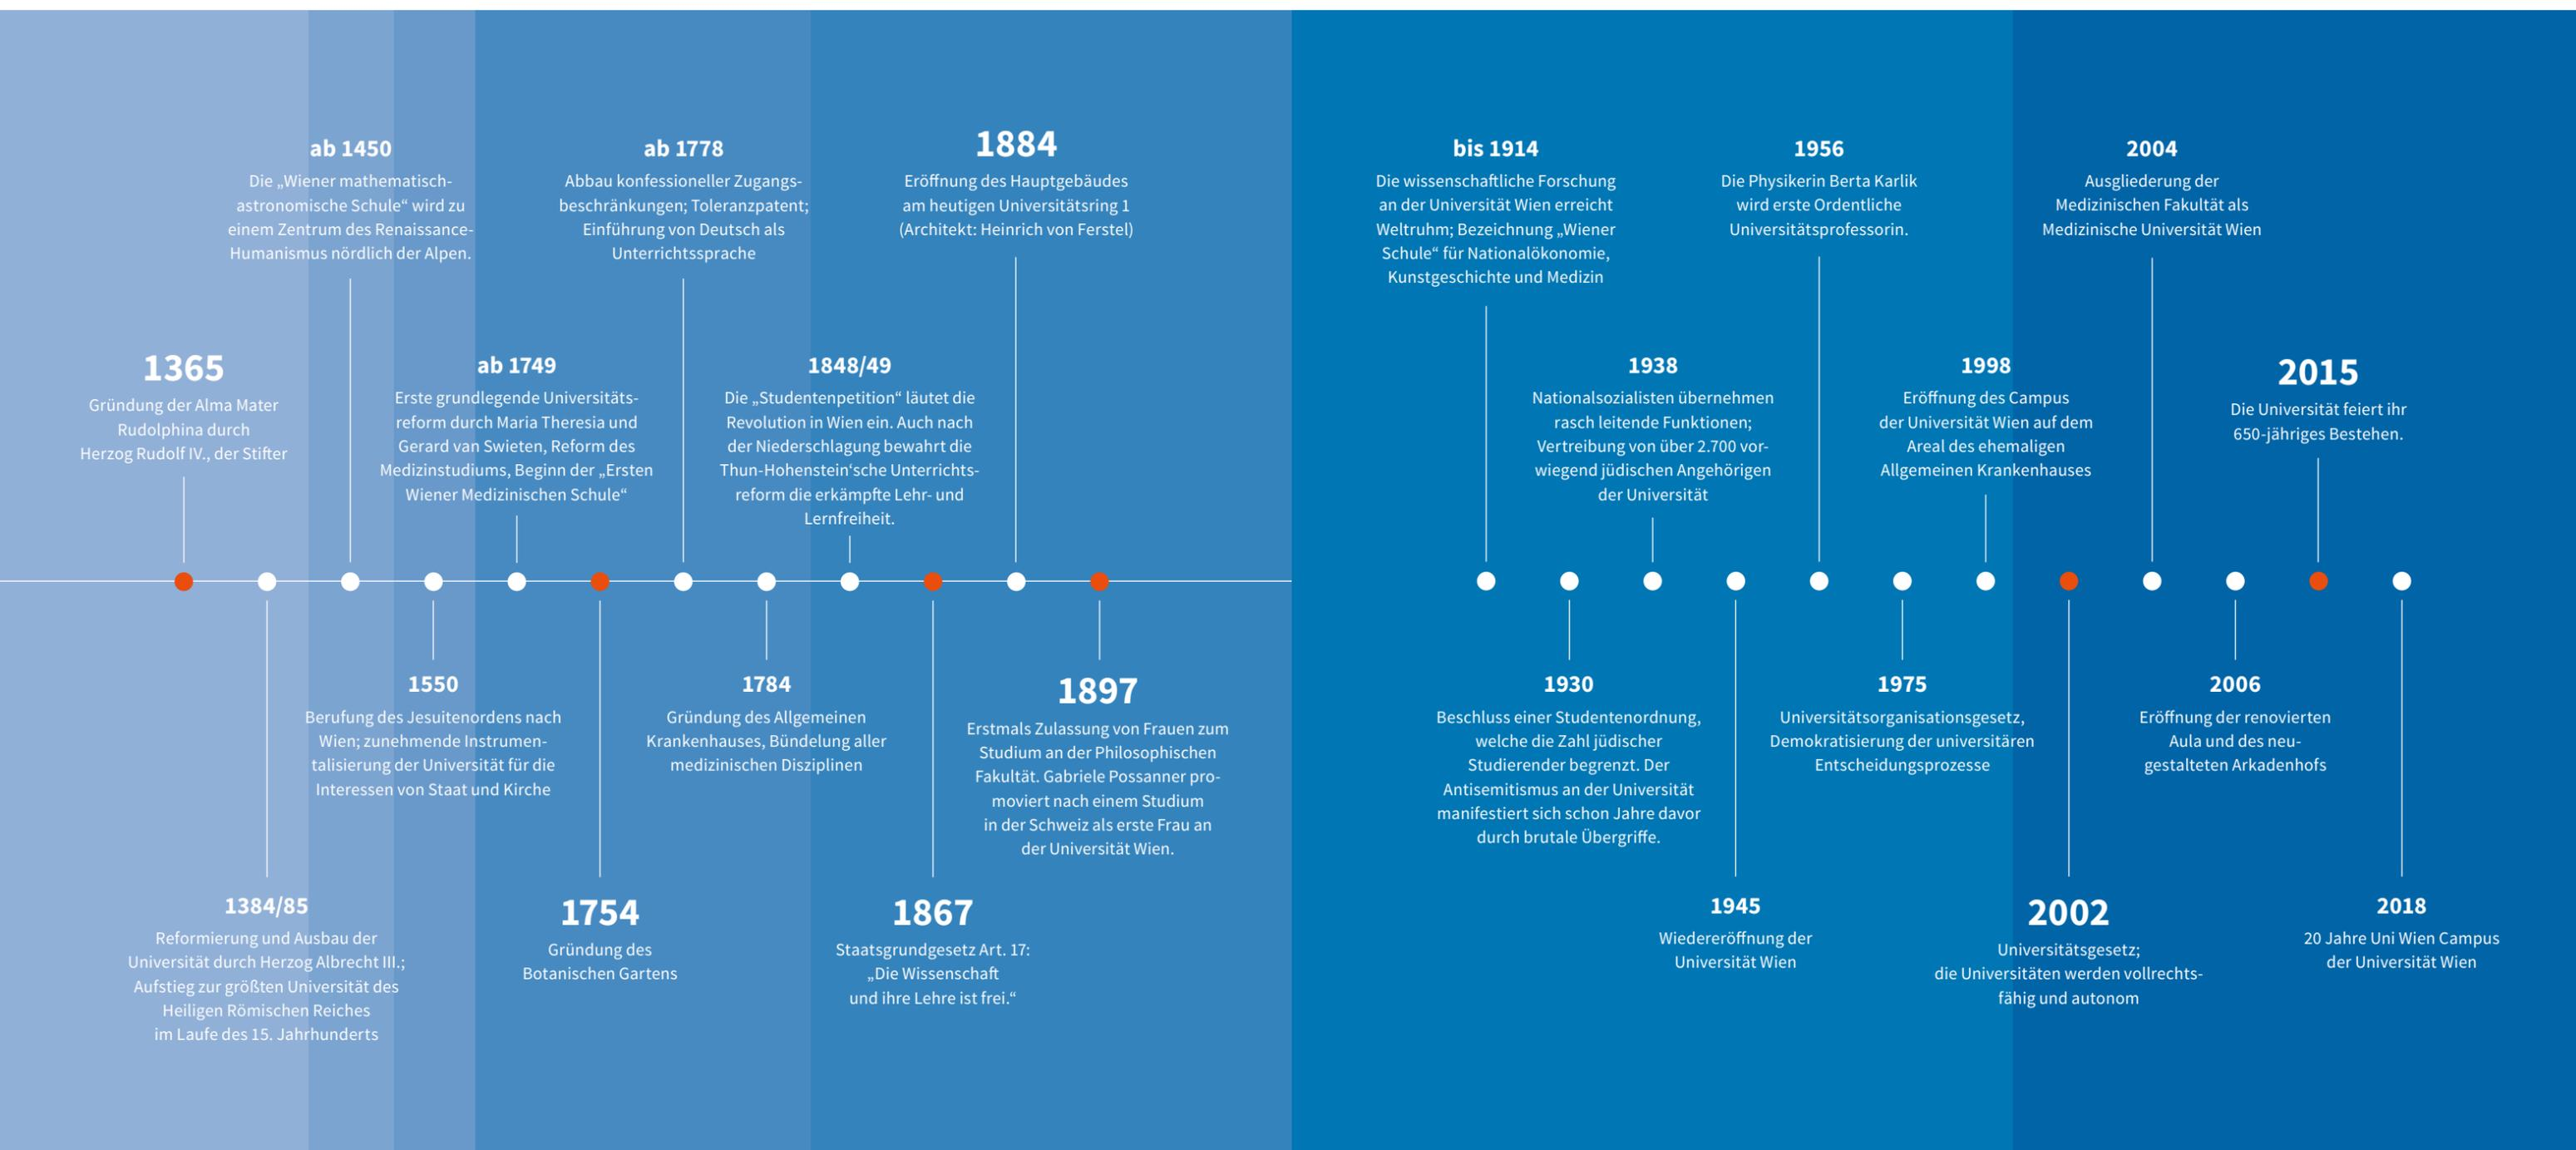 1365
Gründung der Alma Mater
Rudolphina durch
Herzog Rudolf IV., der Stifter
1384/85
Reformierung und Ausbau der
Universität durch Herzog Albrecht III.;
Aufstieg zur größten Universität des
Heiligen Römischen Reiches
im Laufe des 15. Jahrhunderts
ab 1450
Die „Wiener mathematisch-
astronomische Schule“ wird zu
einem Zentrum des Renaissance-
Humanismus nördlich der Alpen.
1550
Berufung des Jesuitenordens nach
Wien; zunehmende Instrumen-
talisierung der Universität für die
Interessen von Staat und Kirche
ab 1749
Erste grundlegende Universitäts-
reform durch Maria Theresia und
Gerard van Swieten, Reform des
Medizinstudiums, Beginn der „Ersten
Wiener Medizinischen Schule“
1754
Gründung des
Botanischen Gartens
ab 1778
Abbau konfessioneller Zugangs-
beschränkungen; Toleranzpatent;
Einführung von Deutsch als
Unterrichtssprache
1784
Gründung des Allgemeinen
Krankenhauses, Bündelung aller
medizinischen Disziplinen
1848/49
Die „Studentenpetition“ läutet die
Revolution in Wien ein. Auch nach
der Niederschlagung bewahrt die
Thun-Hohenstein‘sche Unterrichts-
reform die erkämpfte Lehr- und
Lernfreiheit.
1867
Staatsgrundgesetz Art. 17:
„Die Wissenschaft
und ihre Lehre ist frei.“
1884
Eröffnung des Hauptgebäudes
am heutigen Universitätsring 1
(Architekt: Heinrich von Ferstel)
1897
Erstmals Zulassung von Frauen zum
Studium an der Philosophischen
Fakultät. Gabriele Possanner pro-
moviert nach einem Studium
in der Schweiz als erste Frau an
der Universität Wien.
bis 1914
Die wissenschaftliche Forschung
an der Universität Wien erreicht
Weltruhm; Bezeichnung „Wiener
Schule“ für Nationalökonomie,
Kunstgeschichte und Medizin
1930
Beschluss einer Studentenordnung,
welche die Zahl jüdischer
Studierender begrenzt. Der
Antisemitismus an der Universität
manifestiert sich schon Jahre davor
durch brutale Übergriffe.
1938
Nationalsozialisten übernehmen
rasch leitende Funktionen;
Vertreibung von über 2.700 vor-
wiegend jüdischen Angehörigen
der Universität
1945
Wiedereröffnung der
Universität Wien
1956
Die Physikerin Berta Karlik
wird erste Ordentliche
Universitätsprofessorin.
1975
Universitätsorganisationsgesetz,
Demokratisierung der universitären
Entscheidungsprozesse
1998
Eröffnung des Campus
der Universität Wien auf dem
Areal des ehemaligen
Allgemeinen Krankenhauses
2002
Universitätsgesetz;
die Universitäten werden vollrechts-
fähig und autonom
2004
Ausgliederung der
Medizinischen Fakultät als
Medizinische Universität Wien
2006
Eröffnung der renovierten
Aula und des neu-
gestalteten Arkadenhofs
2015
Die Universität feiert ihr
650-jähriges Bestehen.
2018
20 Jahre Uni Wien Campus
der Universität Wien